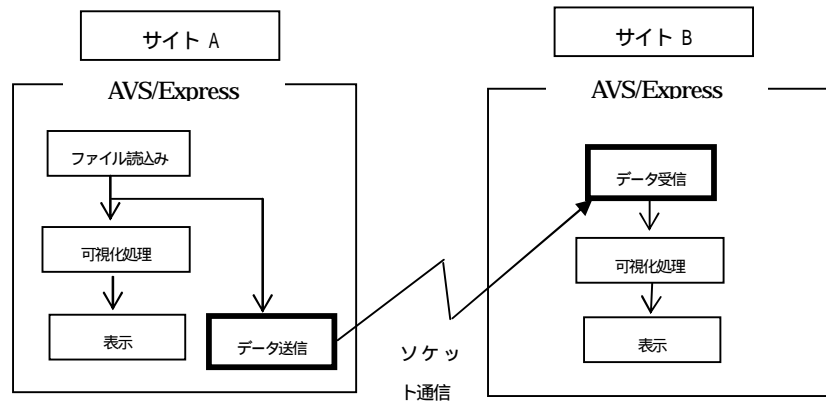 サイト A
サイト B
AVS/Express
AVS/Express
ファイル読込み
可視化処理
表示
データ送信
ソケッ
ト通信
データ受信
可視化処理
表示